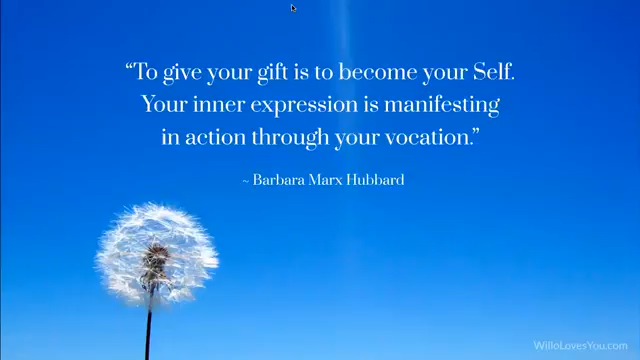 “To give your gift is to become your Self.
Your inner expression is manifesting
in action through your vocation.”
~ Barbara Marx Hubbard
WilloLovesYou.com